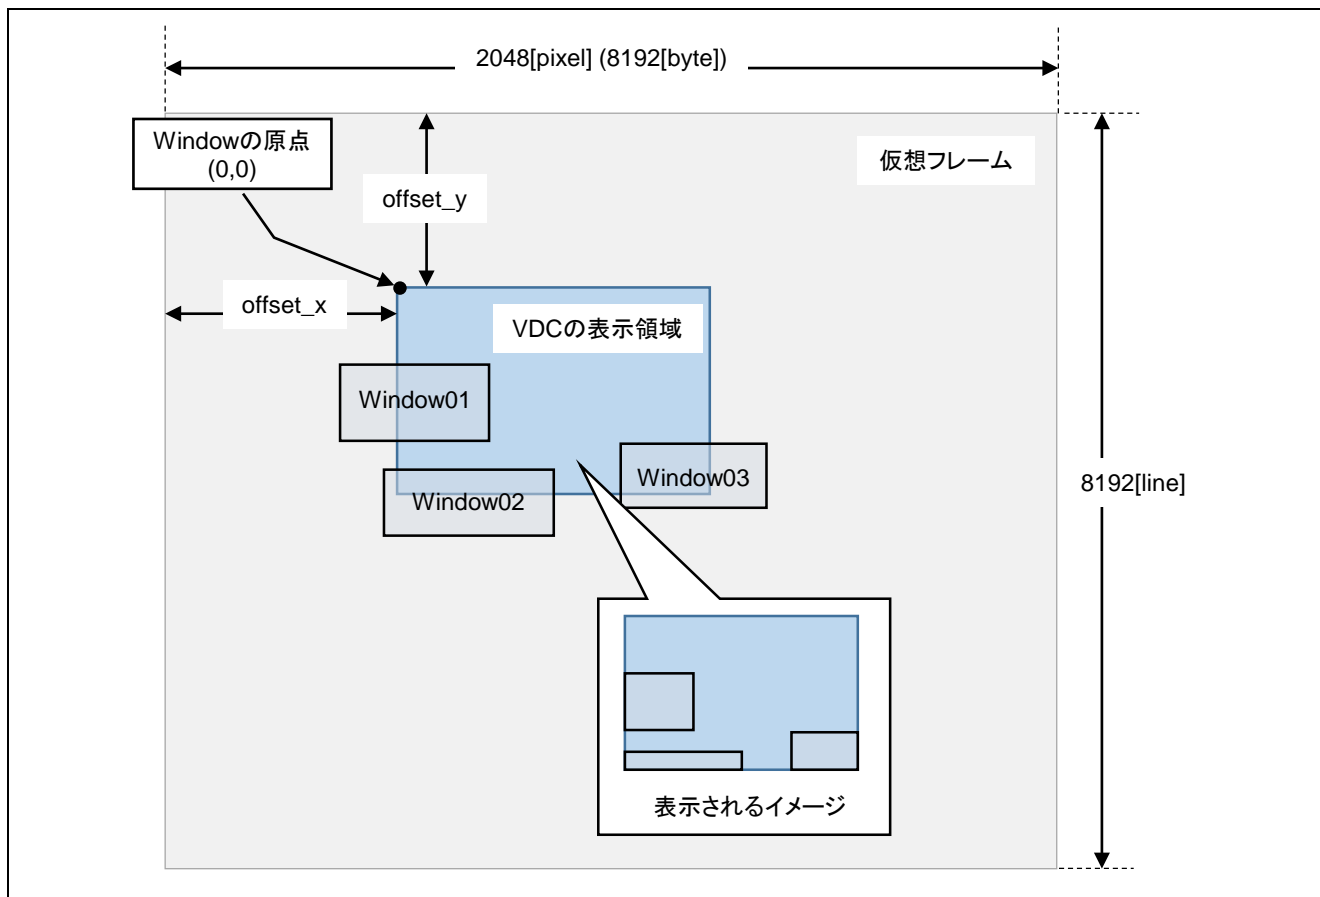 2048[pixel] (8192[byte])
Windowの原点
(0,0)
仮想フレーム
offset_y
offset_x
VDCの表示領域
Window01
Window03
8192[line]
Window02
表示されるイメージ